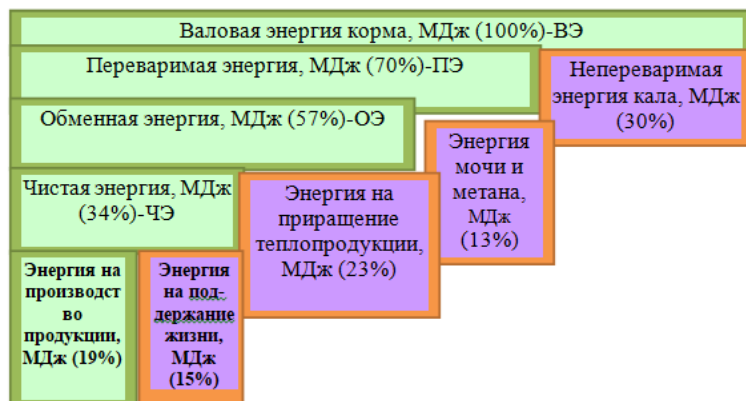 Валовая энергия корма, МДж (100%)-ВЭ
Переваримая энергия, МДж (70%)-ПЭ
Непереваримая
энергия кала, МДж
(30%)
Обменная энергия, МДж (57%)-ОЭ
Энергия
мочи и
метана,
МДж
(13%)
Чистая энергия, МДж
(34%)-ЧЭ
Энергия на
приращение
теплопродукции,
МДж (23%)
Энергия на
производст
во
продукции,
МДж (19%)
Энергия
на под-
держание
жизни,
МДж
(15%)